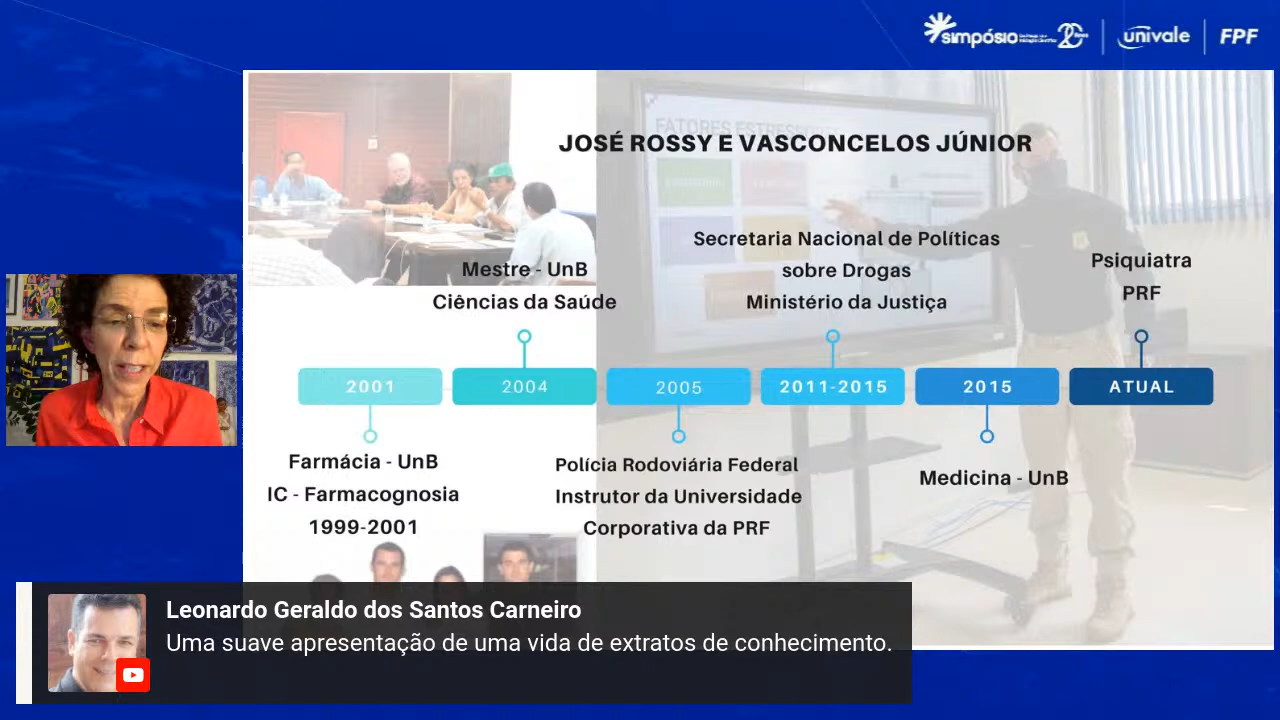 simpósio
univale
FPF
FATORES ESTRESSO
JOSÉ ROSSY E VASCONCELOS JÚNIOR
Mestre - UnB
Ciências da Saúde
Secretaria Nacional de Políticas
sobre Drogas
Ministério da Justiça
Psiquiatra
PRF
2001
2004
2005
2011-2015
2015
ATUAL
Farmácia - UnB
IC - Farmacognosia
1999-2001
Polícia Rodoviária Federal
Instrutor da Universidade
Corporativa da PRF
Medicina - UnB
Leonardo Geraldo dos Santos Carneiro
Uma suave apresentação de uma vida de extratos de conhecimento.